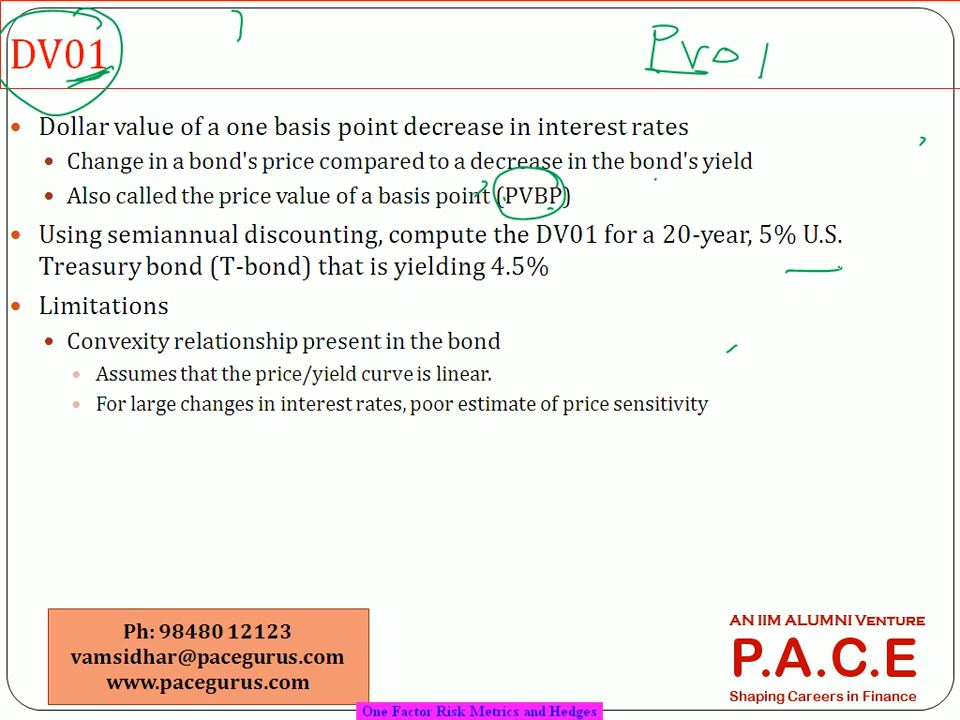 DV01
Pv01
• Dollar value of a one basis point decrease in interest rates
• Change in a bond's price compared to a decrease in the bond's yield
• Also called the price value of a basis point (PVBP)
• Using semiannual discounting, compute the DV01 for a 20-year, 5% U.S.
Treasury bond (T-bond) that is yielding 4.5%
• Limitations
• Convexity relationship present in the bond
• Assumes that the price/yield curve is linear.
• For large changes in interest rates, poor estimate of price sensitivity
Ph: 98480 12123
vamsidhar@pacegurus.com
www.pacegurus.com
AN IIM ALUMNI VENTURE
P.A.C.E
Shaping Careers in Finance
One Factor Risk Metrics and Hedges